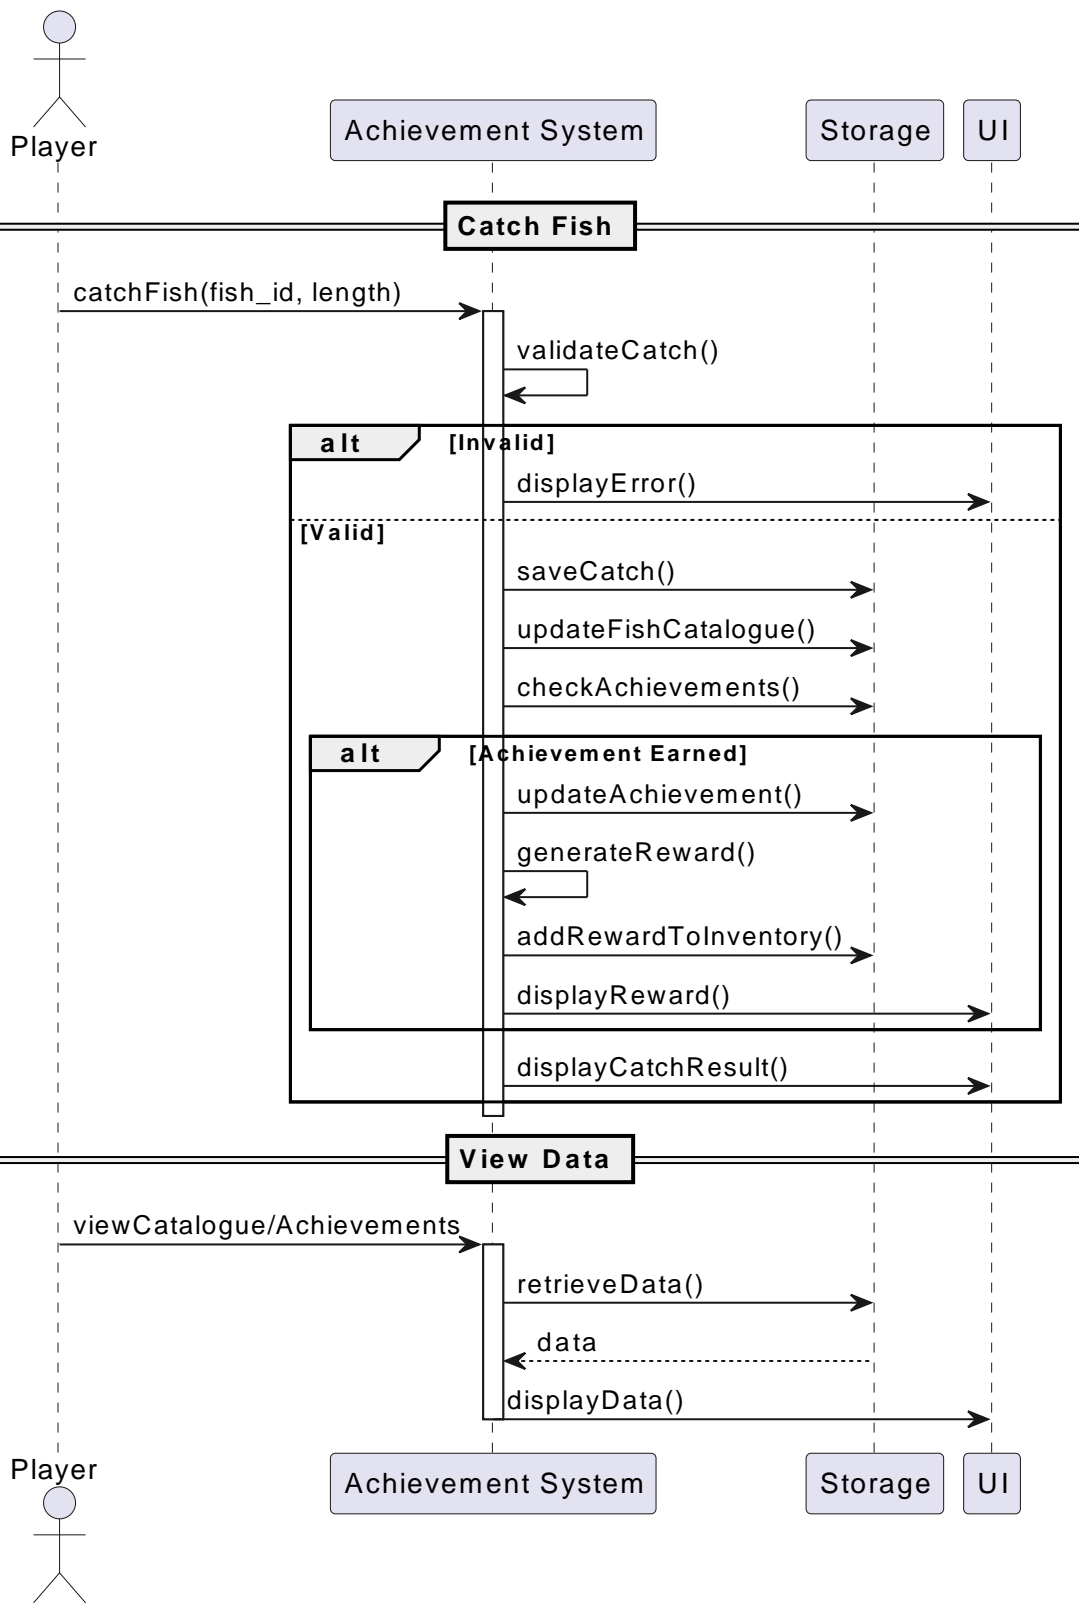 Player
Achievement System
Storage
UI
Catch Fish
catchFish(fish_id, length)
validateCatch()
alt
[Invalid]
displayError()
[Valid]
saveCatch()
updateFishCatalogue()
checkAchievements()
alt
[Achievement Earned]
updateAchievement()
generateReward()
addRewardToInventory()
displayReward()
displayCatchResult()
View Data
viewCatalogue/Achievements
retrieveData()
data
displayData()
Player
Achievement System
Storage
UI